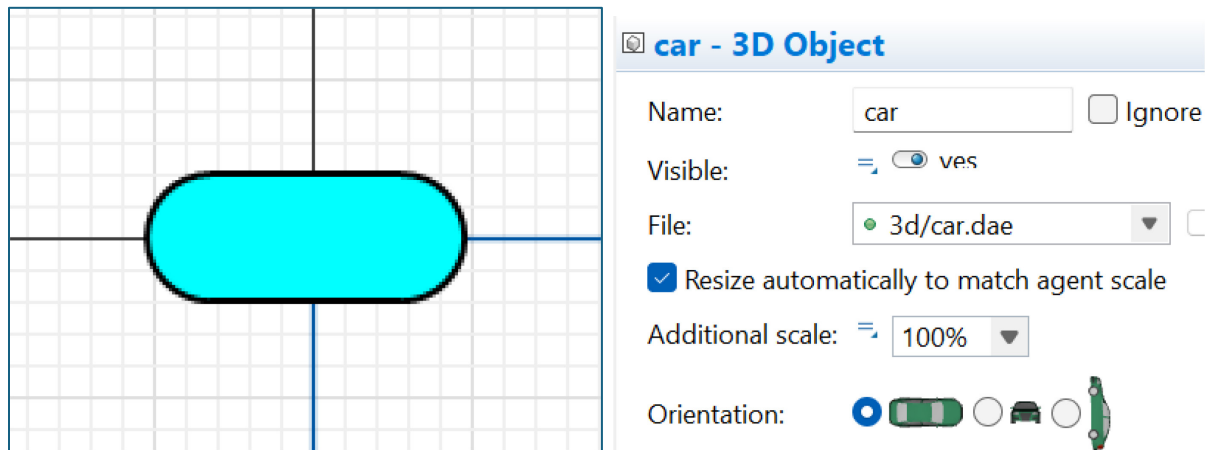 car - 3D Object
Name: car Ignore
Visible: yes
File: 3d/car.dae
Resize automatically to match agent scale
Additional scale: 100%
Orientation: